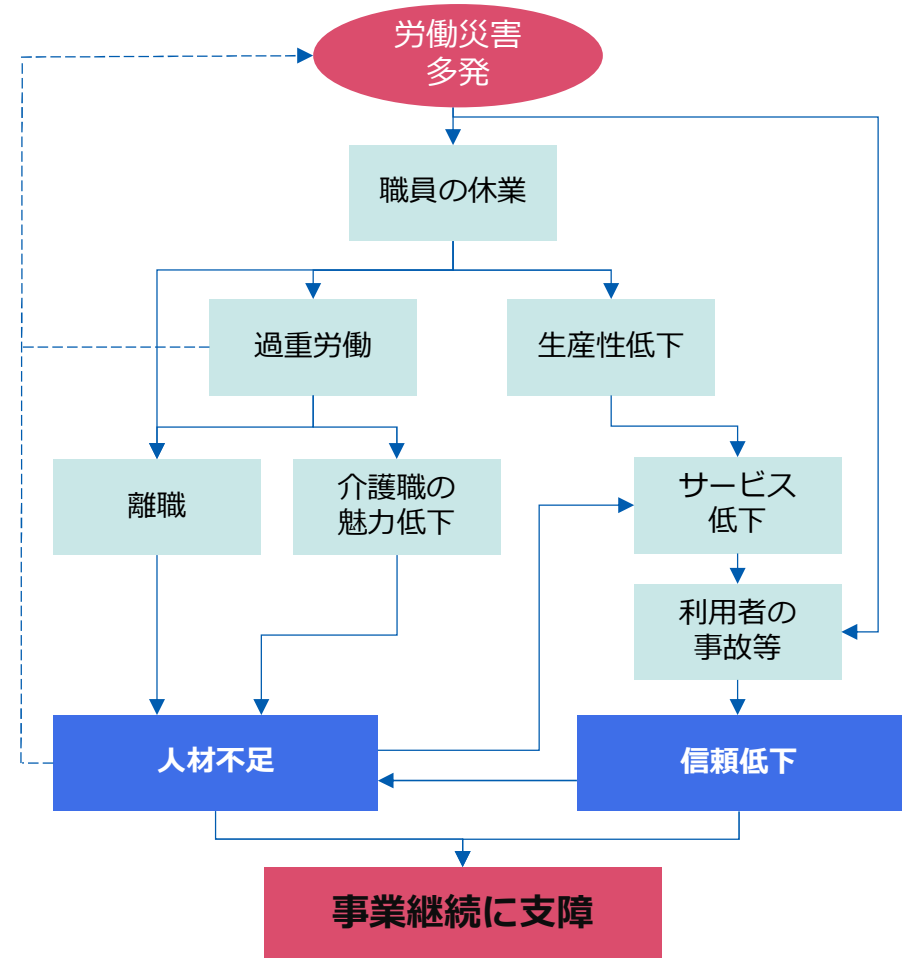 労働災害
多発
職員の休業
過重労働
生産性低下
離職
介護職の
魅力低下
サービス
低下
利用者の
事故等
人材不足
信頼低下
事業継続に支障